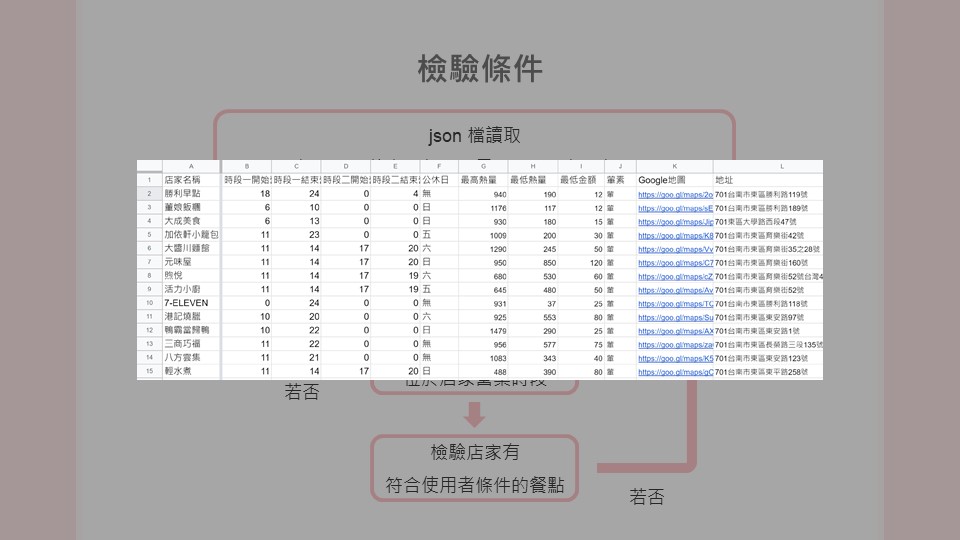 檢驗條件
json 檔讀取
A B C D E F G H I J K L
1 店家名稱 時段一開始 時段一結束 時段二開始 時段二結束 公休日 最高熱量 最低熱量 最低金額 葷素 Google地圖 地址
2 勝利早點 18 24 0 4 無 940 190 12 葷 https://goo.gl/maps/2o 701台南市東區勝利路119號
3 董娘飯糰 6 10 0 0 日 1176 117 12 葷 https://goo.gl/maps/sE 701台南市東區勝利路189號
4 大成美食 6 13 0 0 日 930 180 15 葷 https://goo.gl/maps/Jip 701東區大學路西段47號
5 加依軒小籠包 11 23 0 0 五 1009 200 30 葷 https://goo.gl/maps/K8 701台南市東區育樂街42號
6 大鹽川麵館 11 14 17 20 六 1290 245 50 葷 https://goo.gl/maps/Vv 701台南市東區育樂街35之28號
7 元味屋 11 14 17 20 日 950 850 120 葷 https://goo.gl/maps/C7 701台南市東區育樂街160號
8 煦悅 11 14 17 19 六 680 530 60 葷 https://goo.gl/maps/cZ 701台南市東區育樂街52號台灣4
9 活力小廚 11 14 17 19 五 645 480 50 葷 https://goo.gl/maps/Av 701台南市東區育樂街52號
10 7-ELEVEN 0 24 0 0 無 931 37 25 葷 https://goo.gl/maps/TC 701台南市東區勝利路118號
11 港記燒臘 10 20 0 0 六 925 553 80 葷 https://goo.gl/maps/Su 701台南市東區東安路97號
12 鴨霸當歸鴨 10 22 0 0 日 1479 290 25 葷 https://goo.gl/maps/AX 701台南市東區東安路1號
13 三商巧福 11 22 0 0 無 956 577 75 葷 https://goo.gl/maps/za 701台南市東區長榮路三段135號
14 八方雲集 11 21 0 0 無 1083 343 40 葷 https://goo.gl/maps/K5 701台南市東區東安路123號
15 輕水煮 11 14 17 20 日 488 390 80 葷 https://goo.gl/maps/gC 701台南市東區東平路258號
位於店家營業時段
若否
檢驗店家有
符合使用者條件的餐點
若否